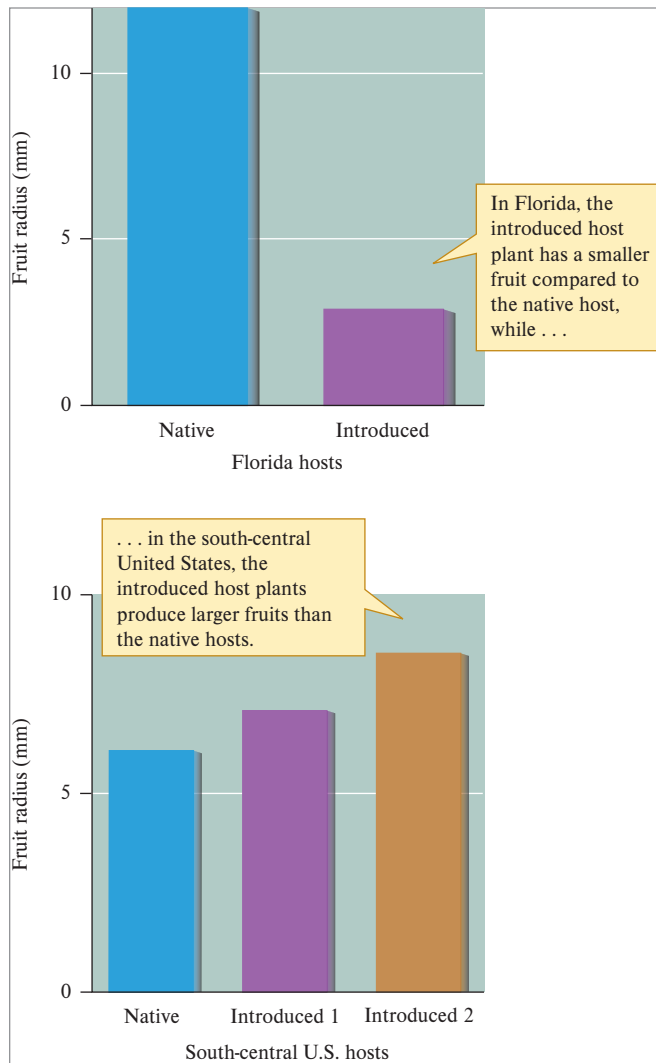 10
Fruit radius (mm)
5
0
In Florida, the
introduced host
plant has a smaller
fruit compared to
the native host,
while . . .
Native
Introduced
Florida hosts
. . . in the south-central
United States, the
introduced host plants
produce larger fruits than
the native hosts.
10
Fruit radius (mm)
5
0
Native
Introduced 1
Introduced 2
South-central U.S. hosts